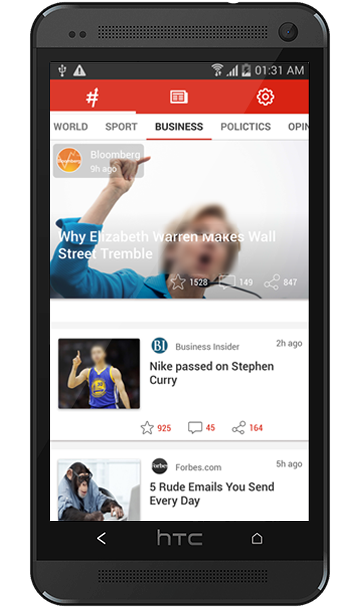 01:31 AM
WORLD SPORT BUSINESS POLICTICS OPIN
Bloomberg
9h ago
Why Elizabeth Warren Makes Wall
Street Tremble
1528 149 847
BI Business Insider 2h ago
Nike passed on Stephen
Curry
925 45 164
Forbes Forbes.com 5h ago
5 Rude Emails You Send
Every Day
hTC